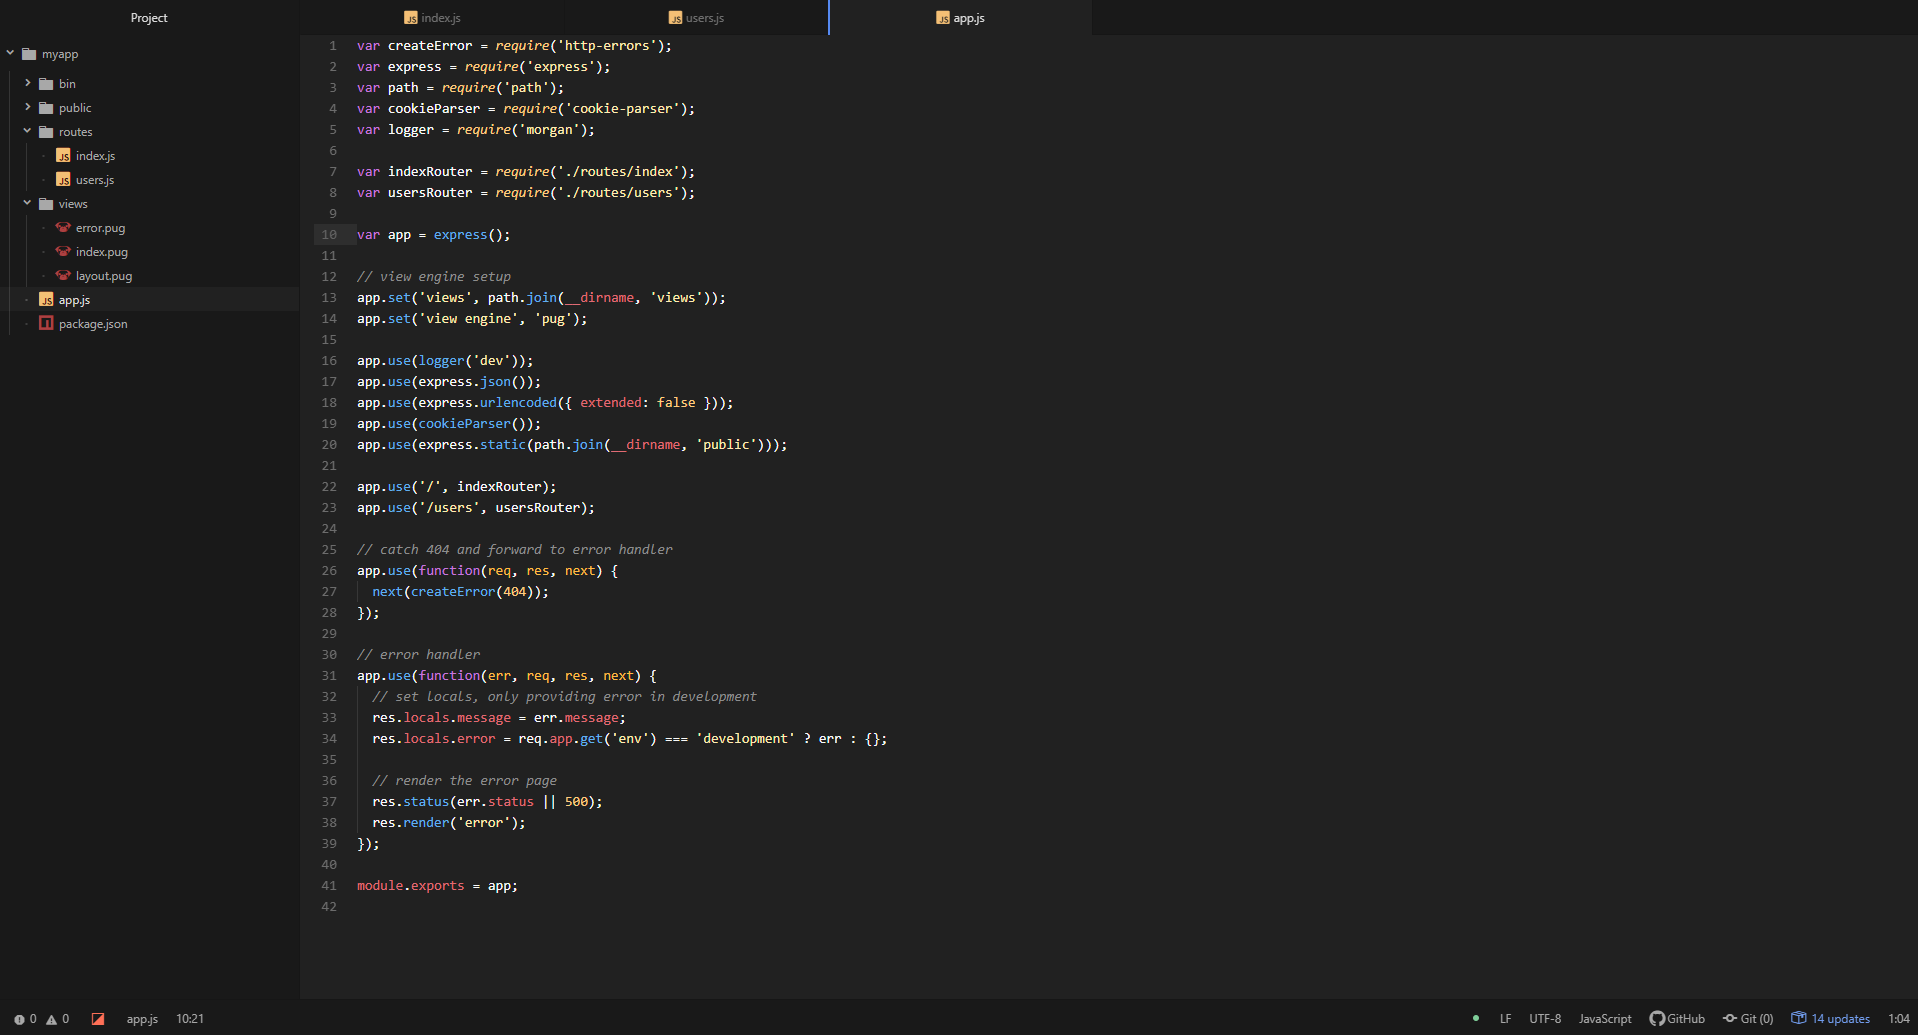 Project
index.js
users.js
app.js
myapp
bin
public
routes
index.js
users.js
views
error.pug
index.pug
layout.pug
app.js
package.json
1 var createError = require('http-errors');
2 var express = require('express');
3 var path = require('path');
4 var cookieParser = require('cookie-parser');
5 var logger = require('morgan');
6
7 var indexRouter = require('./routes/index');
8 var usersRouter = require('./routes/users');
9
10 var app = express();
11
12 // view engine setup
13 app.set('views', path.join(__dirname, 'views'));
14 app.set('view engine', 'pug');
15
16 app.use(logger('dev'));
17 app.use(express.json());
18 app.use(express.urlencoded({ extended: false }));
19 app.use(cookieParser());
20 app.use(express.static(path.join(__dirname, 'public')));
21
22 app.use('/', indexRouter);
23 app.use('/users', usersRouter);
24
25 // catch 404 and forward to error handler
26 app.use(function(req, res, next) {
27   next(createError(404));
28 });
29
30 // error handler
31 app.use(function(err, req, res, next) {
32   // set locals, only providing error in development
33   res.locals.message = err.message;
34   res.locals.error = req.app.get('env') === 'development' ? err : {};
35
36   // render the error page
37   res.status(err.status || 500);
38   res.render('error');
39 });
40
41 module.exports = app;
42
0 0 app.js 10:21 LF UTF-8 JavaScript GitHub Git (0) 14 updates 1:04